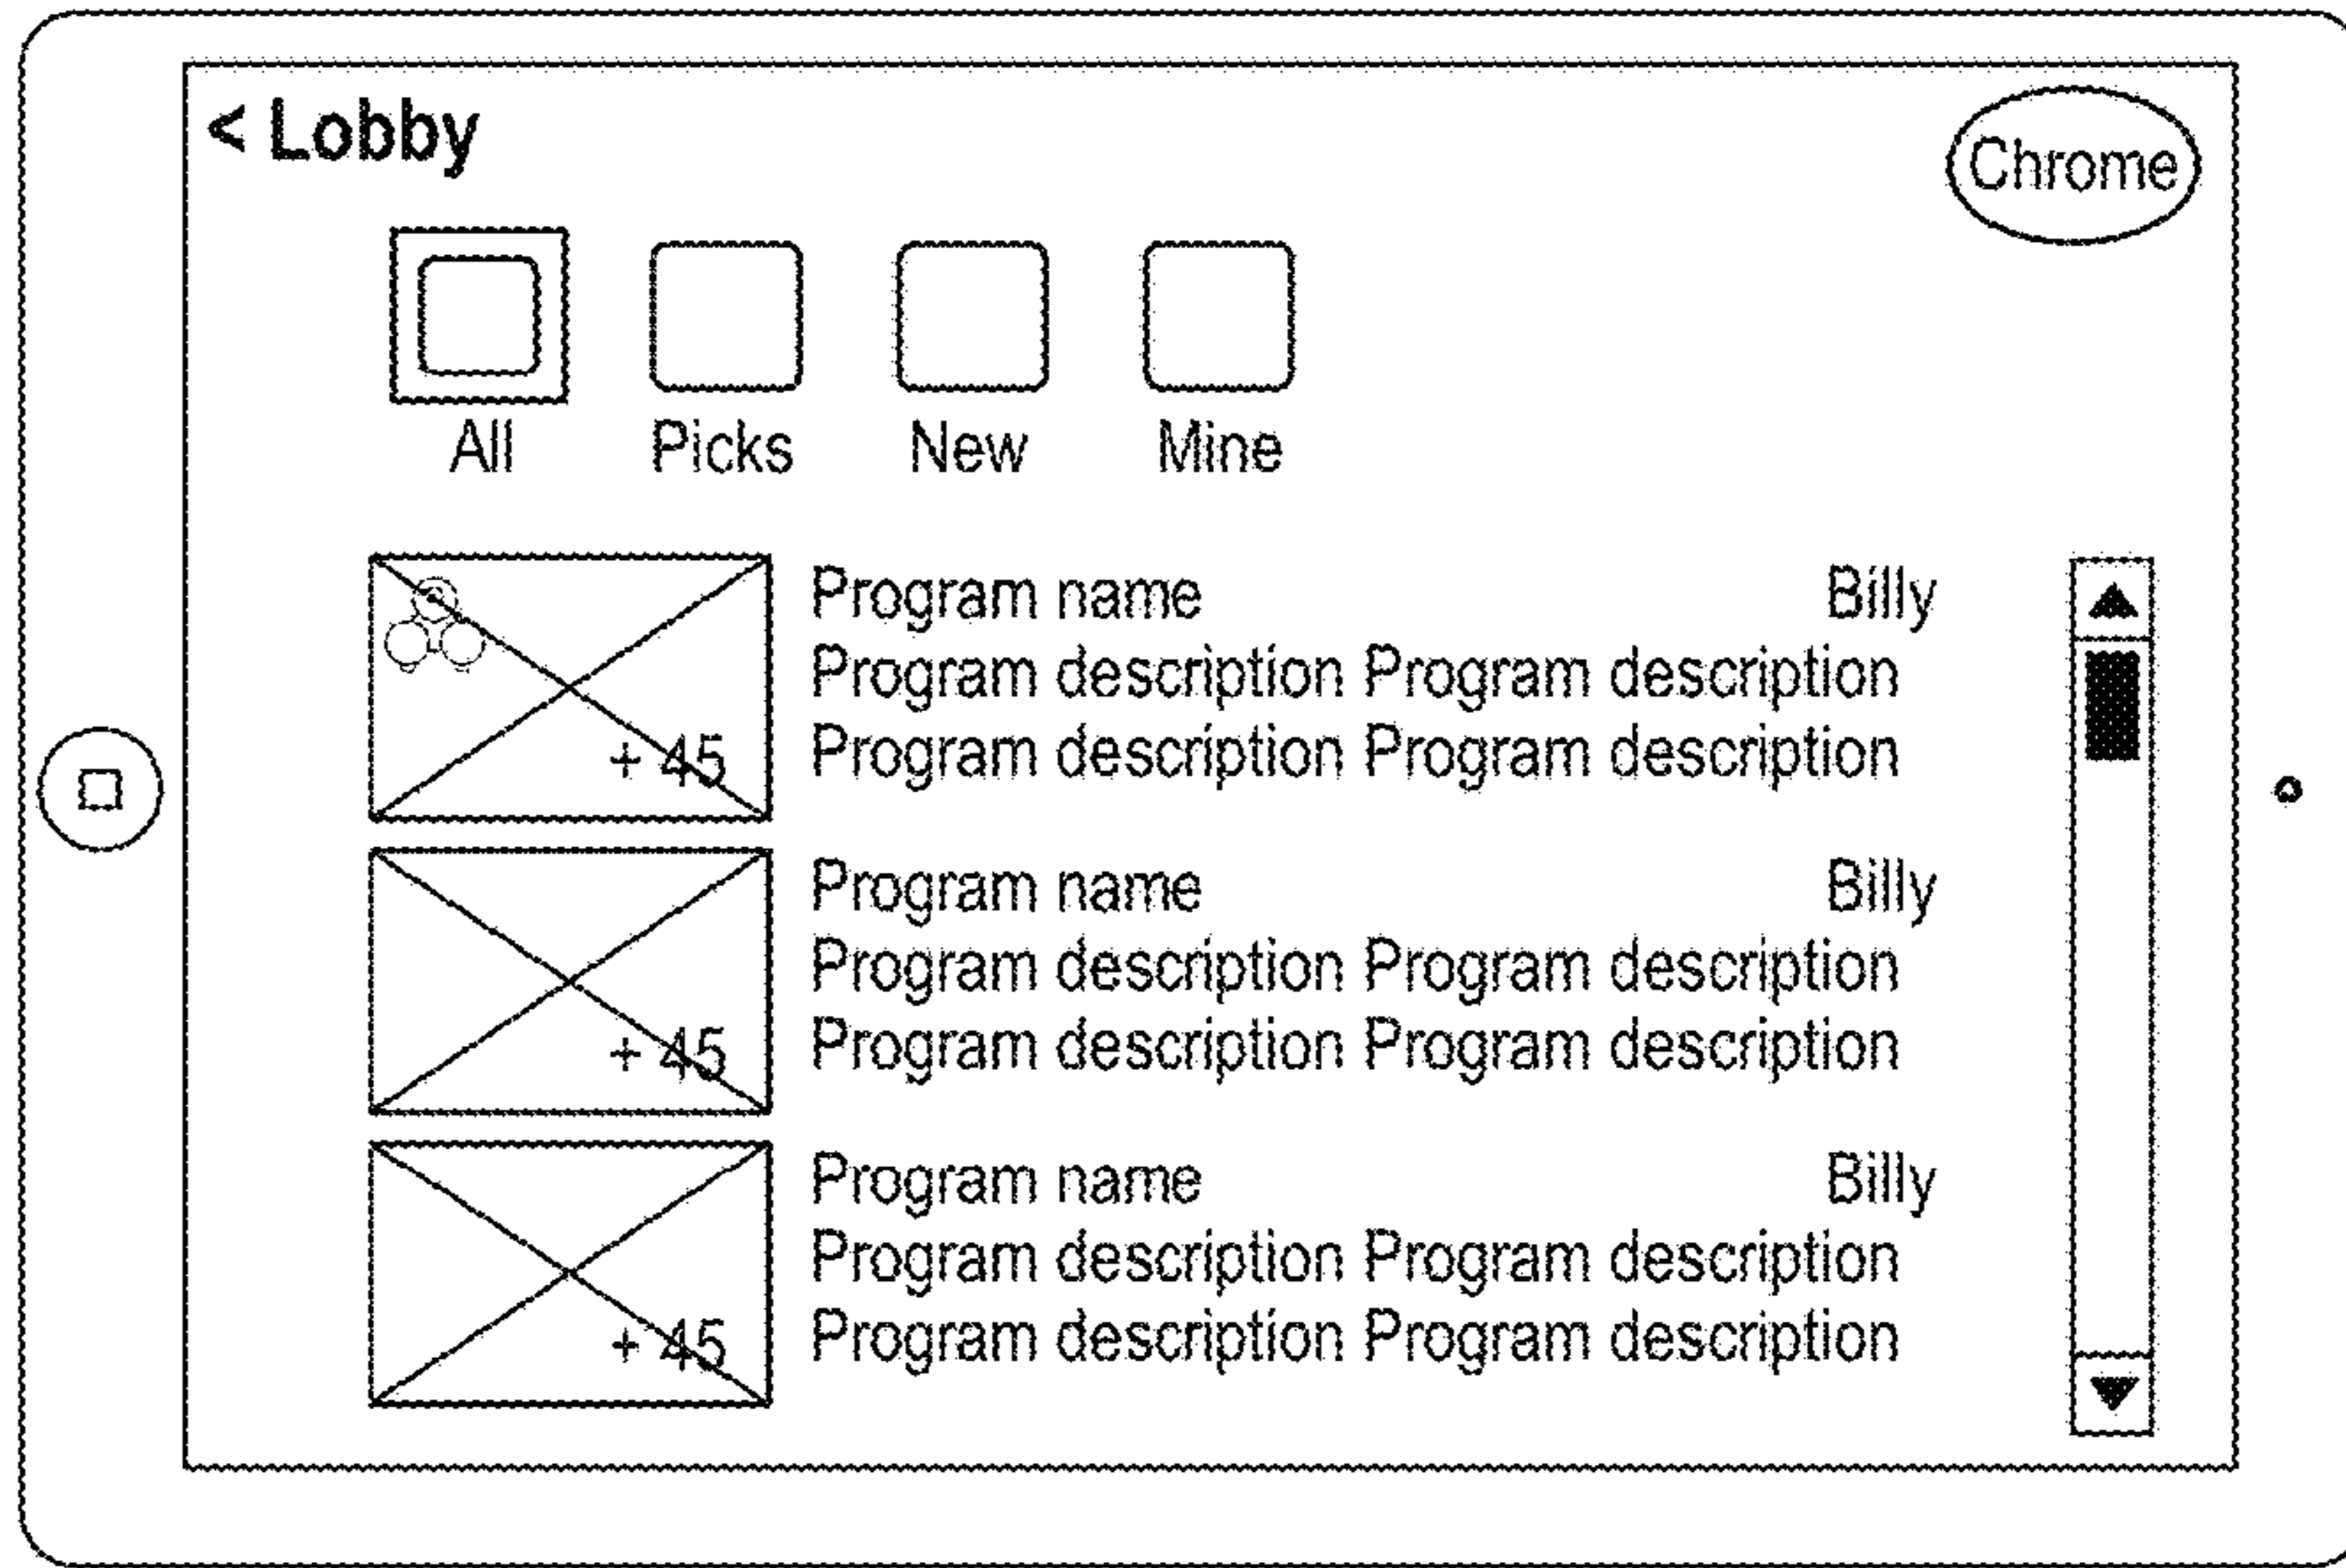 < Lobby
Chrome
All Picks New Mine
Program name Billy
Program description Program description
+ 45 Program description Program description
Program name Billy
Program description Program description
+ 45 Program description Program description
Program name Billy
Program description Program description
+ 45 Program description Program description